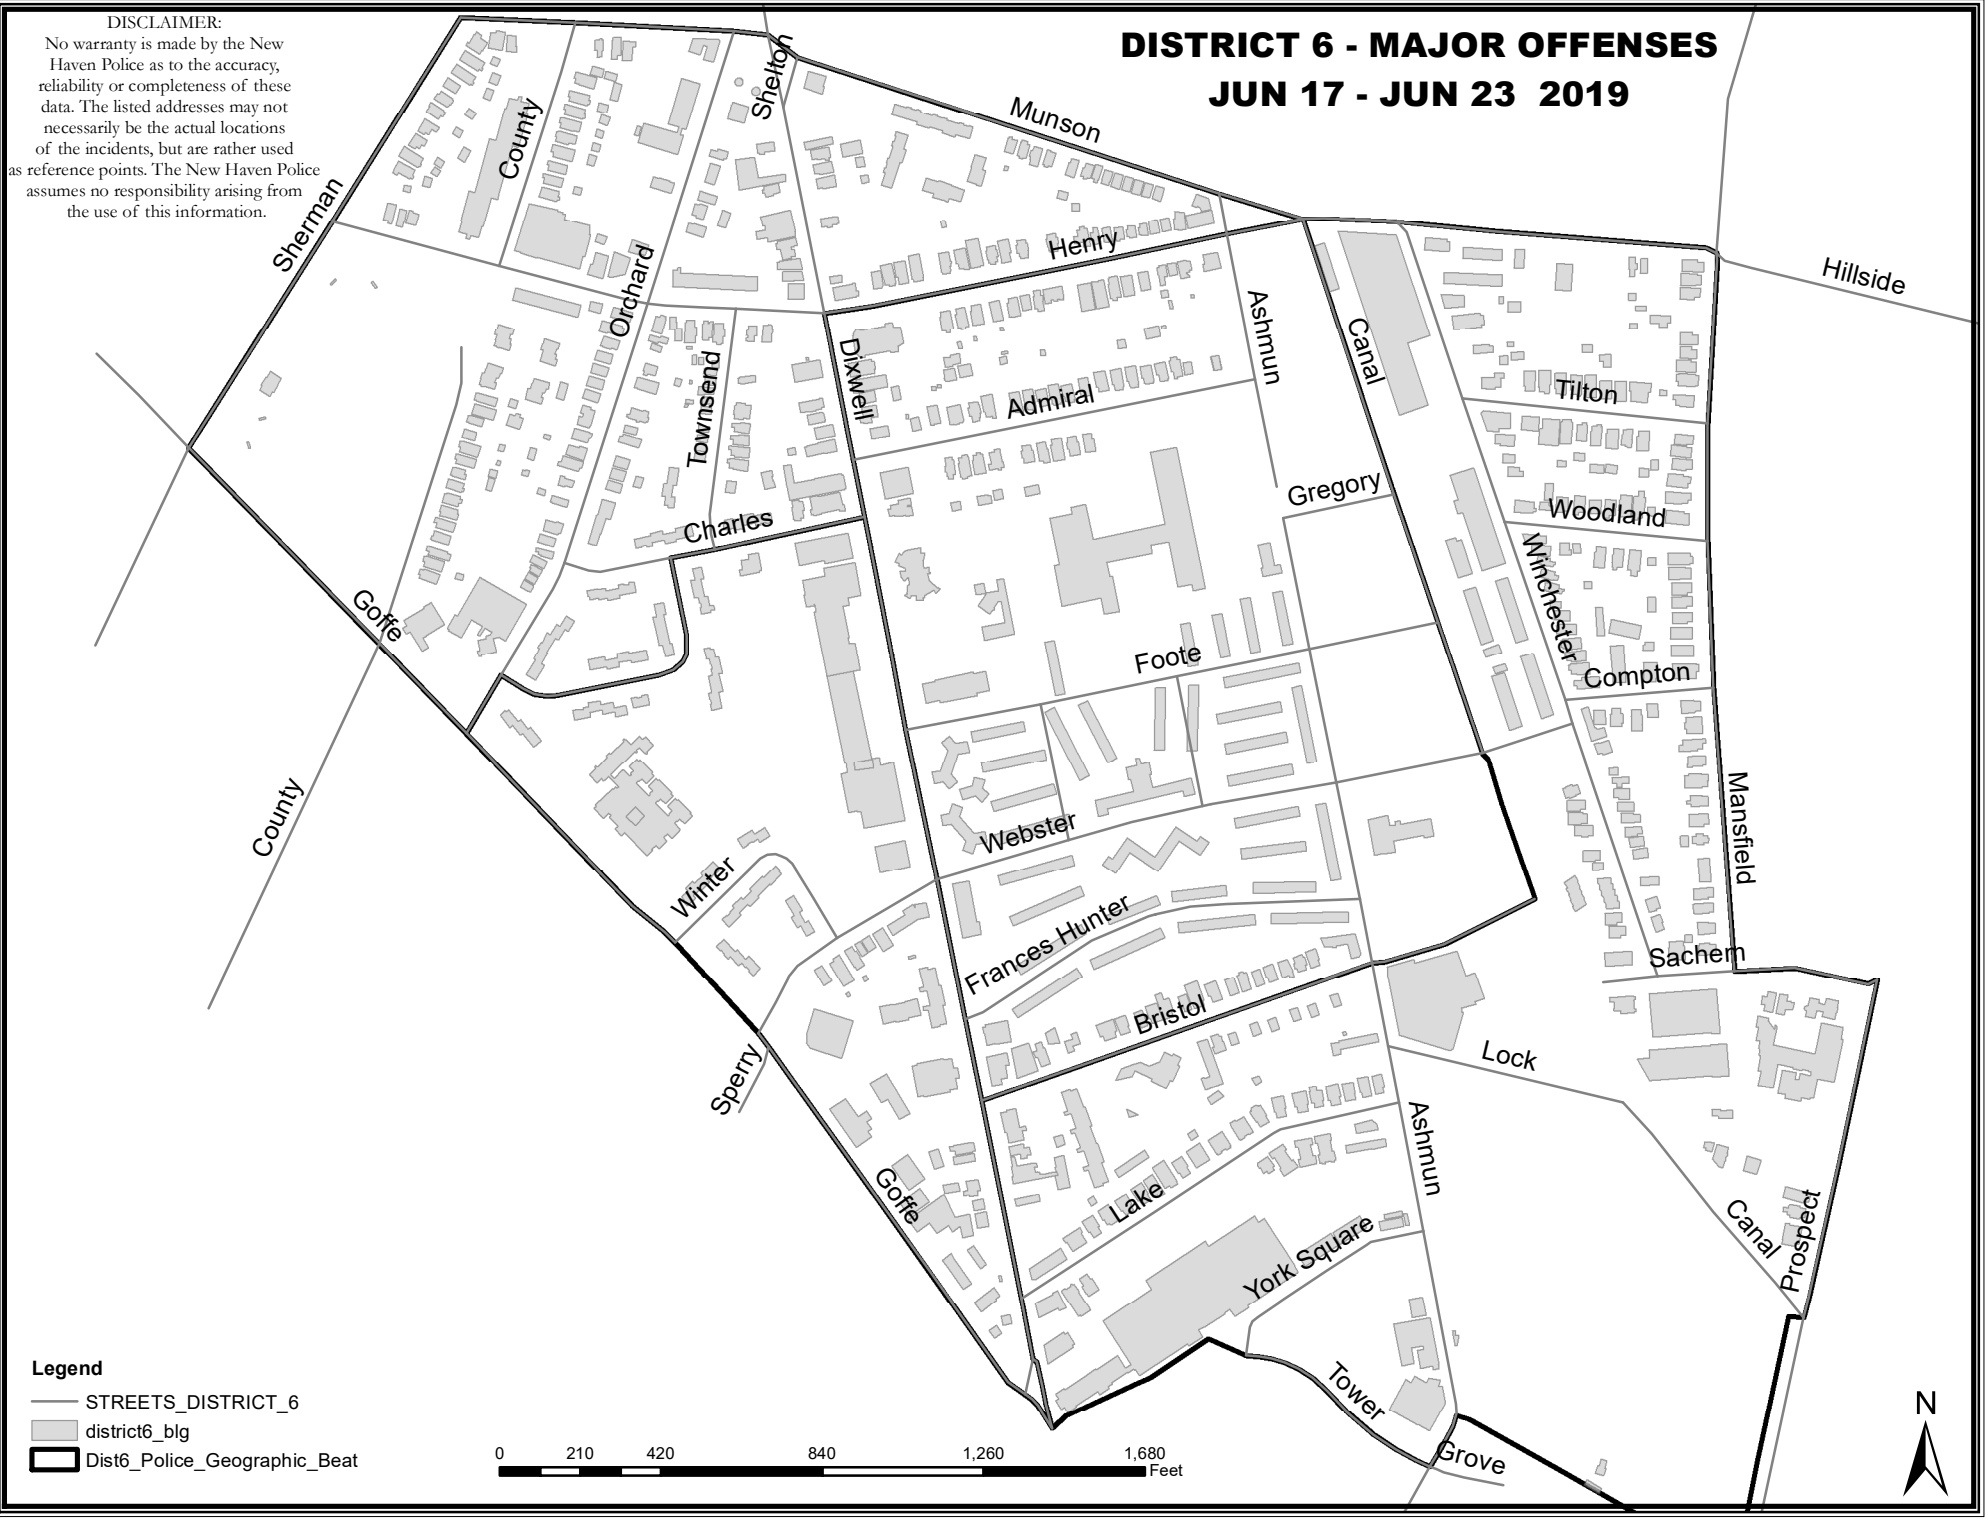 DISCLAIMER:
No warranty is made by the New
Haven Police as to the accuracy,
reliability or completeness of these
data. The listed addresses may not
necessarily be the actual locations
of the incidents, but are rather used
as reference points. The New Haven Police
assumes no responsibility arising from
the use of this information.
DISTRICT 6 - MAJOR OFFENSES
JUN 17 - JUN 23 2019
Shelton
Munson
County
Sherman
Henry
Hillside
Orchard
Ashmun
Canal
Dixwell
Townsend
Admiral
Tilton
Gregory
Charles
Woodland
Winchester
Goffe
Foote
Compton
County
Mansfield
Webster
Winter
Frances Hunter
Sachem
Bristol
Lock
Sperry
Ashmun
Goffe
Lake
Canal
Prospect
York Square
Tower
Grove
Legend
STREETS_DISTRICT_6
district6_blg
Dist6_Police_Geographic_Beat
0 210 420 840 1,260 1,680
Feet
N